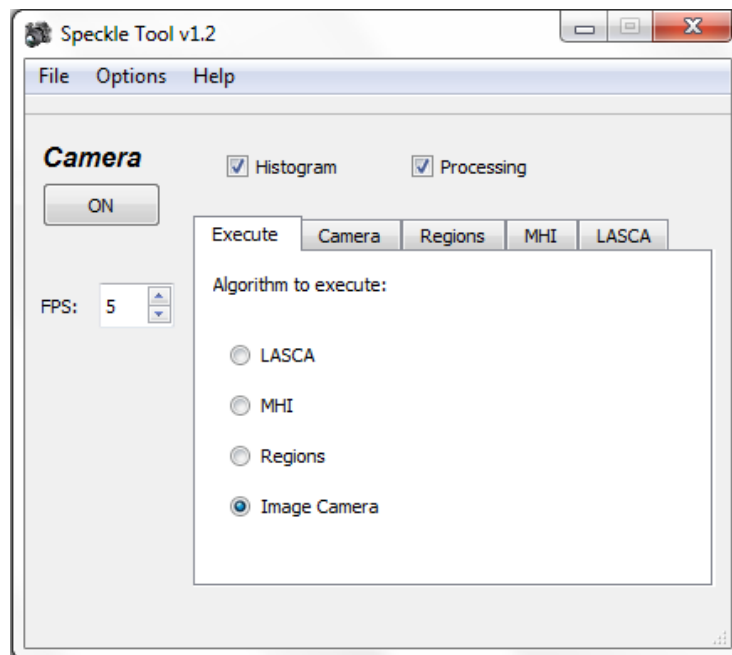 Speckle Tool v1.2
File Options Help
Camera
Histogram Processing
ON
Execute Camera Regions MHI LASCA
Algorithm to execute:
FPS: 5
LASCA
MHI
Regions
Image Camera